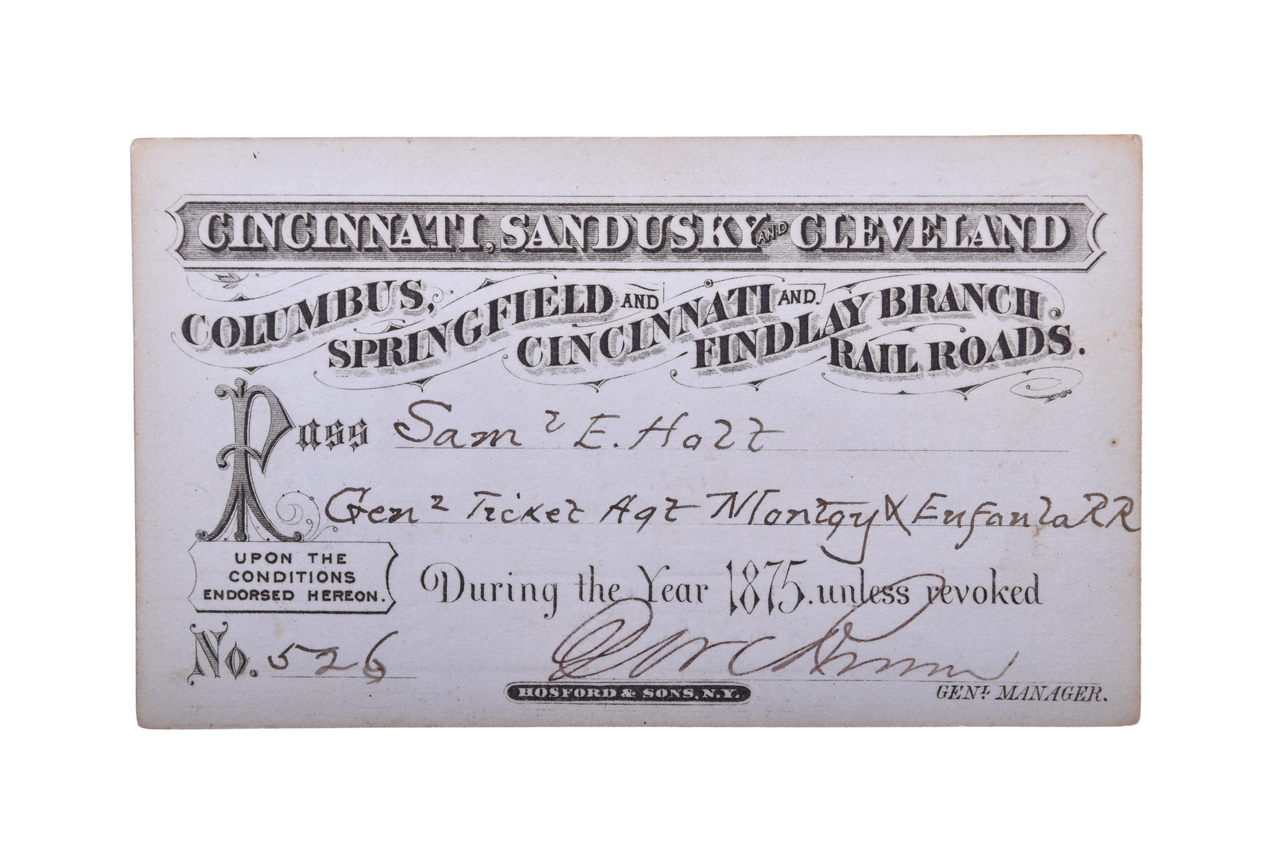 CINCINNATI, SANDUSKY AND CLEVELAND
COLUMBUS, SPRINGFIELD AND CINCINNATI AND FINDLAY BRANCH RAIL ROADS.
Pass Saml E. Holt
Genl Ticket Agt Montgy & Eufaula RR
UPON THE
CONDITIONS
ENDORSED HEREON.
During the Year 1875. unless revoked
No. 526
HOSFORD & SONS, N.Y.
GENL MANAGER.